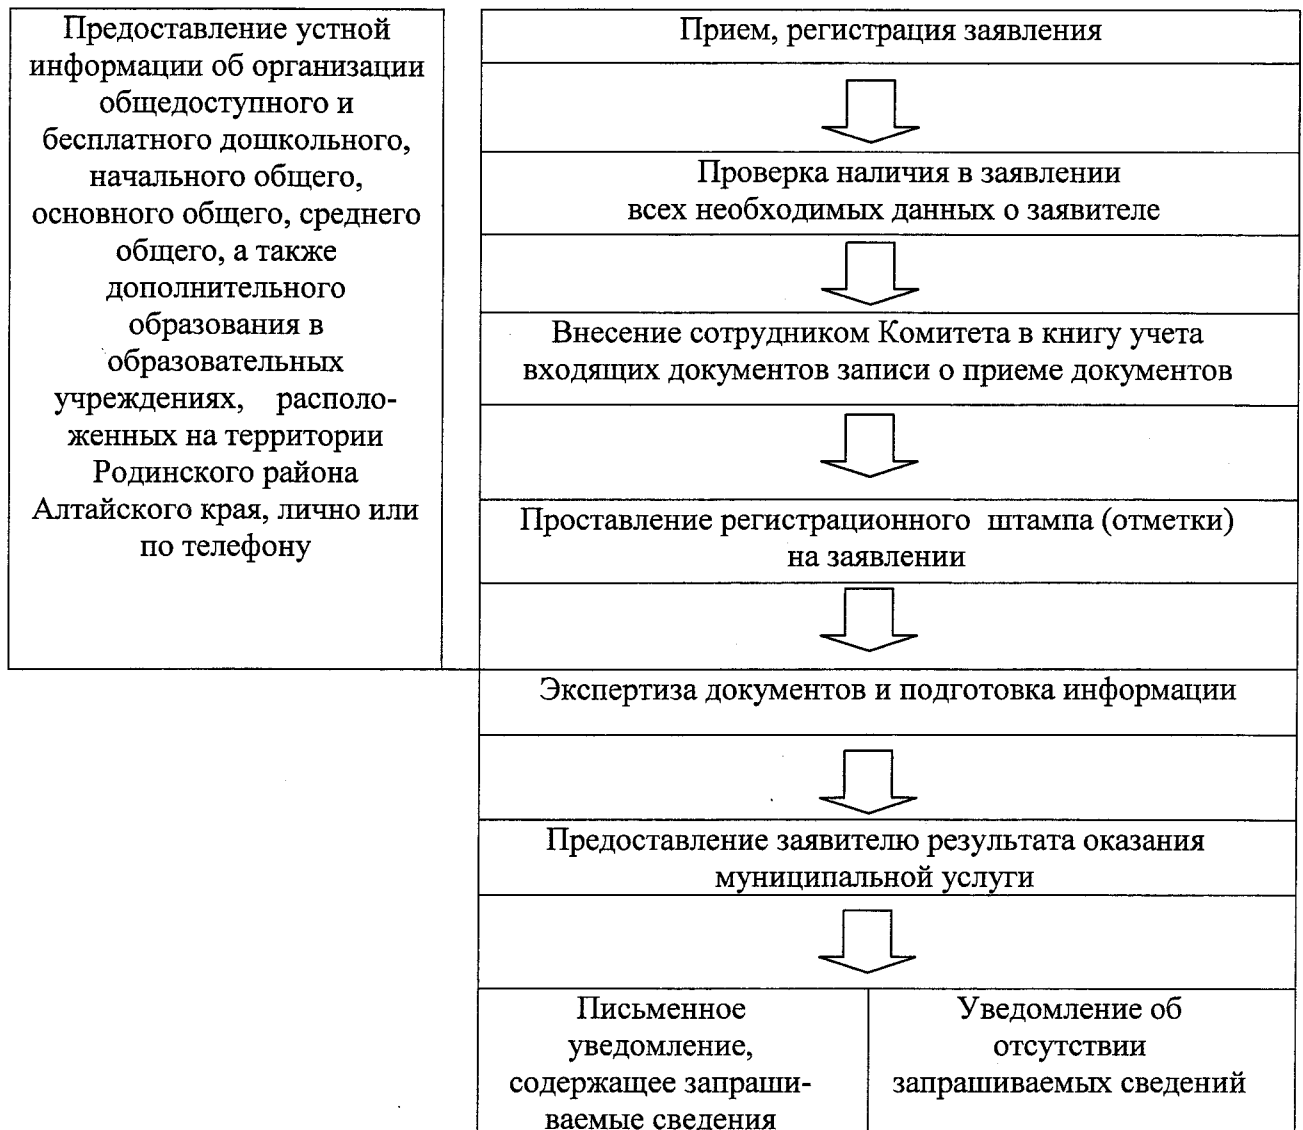 Предоставление устной
информации об организации
общедоступного и
бесплатного дошкольного,
начального общего,
основного общего, среднего
общего, а также
дополнительного
образования в
образовательных
учреждениях, располо-
женных на территории
Родинского района
Алтайского края, лично или
по телефону
Прием, регистрация заявления
Проверка наличия в заявлении
всех необходимых данных о заявителе
Внесение сотрудником Комитета в книгу учета
входящих документов записи о приеме документов
Проставление регистрационного штампа (отметки)
на заявлении
Экспертиза документов и подготовка информации
Предоставление заявителю результата оказания
муниципальной услуги
Письменное
уведомление,
содержащее запраши-
ваемые сведения
Уведомление об
отсутствии
запрашиваемых сведений